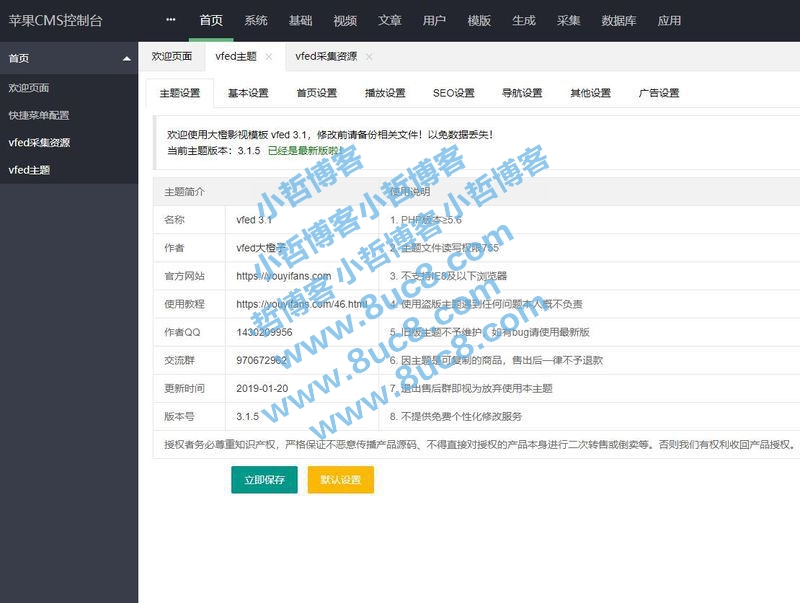 苹果CMS控制台
首页 系统 基础 视频 文章 用户 模版 生成 采集 数据库 应用
首页
欢迎页面
快捷菜单配置
vfed采集资源
vfed主题
欢迎页面 vfed主题 vfed采集资源
主题设置 基本设置 首页设置 播放设置 SEO设置 导航设置 其他设置 广告设置
欢迎使用大橙影视模板 vfed 3.1，修改前请备份相关文件！以免数据丢失！
当前主题版本：3.1.5 已经是最新版啦！
主题简介 使用说明
名称 vfed 3.1 1. PHP版本≥5.6
作者 vfed大橙子 2. 主题文件读写权限755
官方网站 https://youyifans.com 3. 不支持IE8及以下浏览器
使用教程 https://youyifans.com/46.html 4. 使用盗版主题遇到任何问题本人概不负责
作者QQ 1430209956 5. 旧版主题不予维护，如有bug请使用最新版
交流群 970672962 6. 因主题是可复制的商品，售出后一律不予退款
更新时间 2019-01-20 7. 退出售后群即视为放弃使用本主题
版本号 3.1.5 8. 不提供免费个性化修改服务
授权者务必尊重知识产权，严格保证不恶意传播产品源码、不得直接对授权的产品本身进行二次转售或倒卖等。否则我们有权利收回产品授权。
立即保存 默认设置
小哲博客小哲博客
小哲博客小哲博客
哲博客 小哲博客
www.8uc8.com
www.8uc8.com
www.8uc8.com